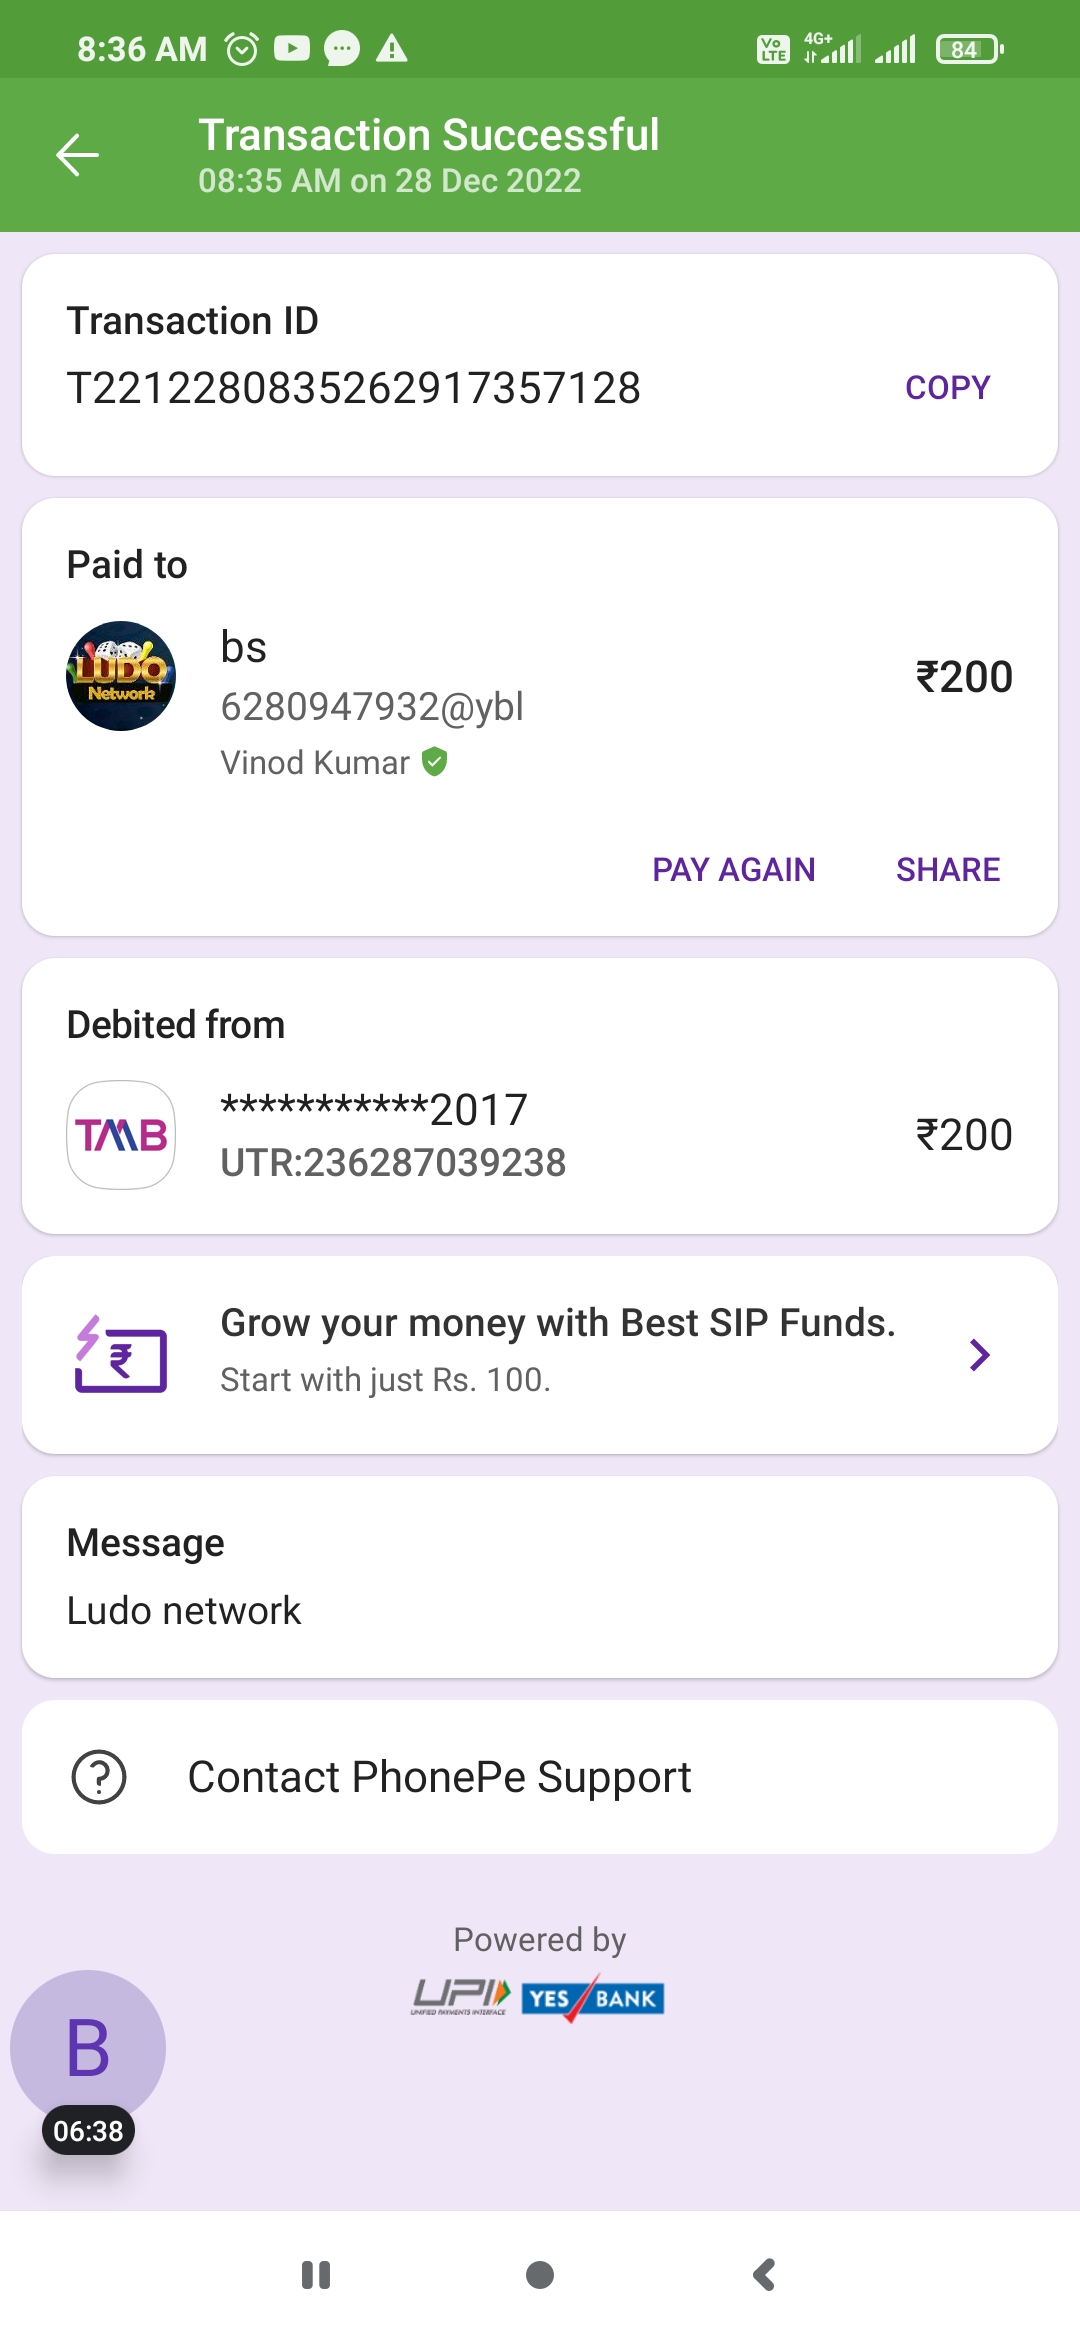 8:36 AM
Vo LTE 4G+ 84
Transaction Successful
08:35 AM on 28 Dec 2022
Transaction ID
T2212280835262917357128 COPY
Paid to
LUDO
Network
bs
6280947932@ybl
₹200
Vinod Kumar
PAY AGAIN SHARE
Debited from
TMB
***********2017
UTR:236287039238
₹200
Grow your money with Best SIP Funds.
Start with just Rs. 100.
Message
Ludo network
Contact PhonePe Support
Powered by
UPI YES BANK
UNIFIED PAYMENTS INTERFACE
B
06:38